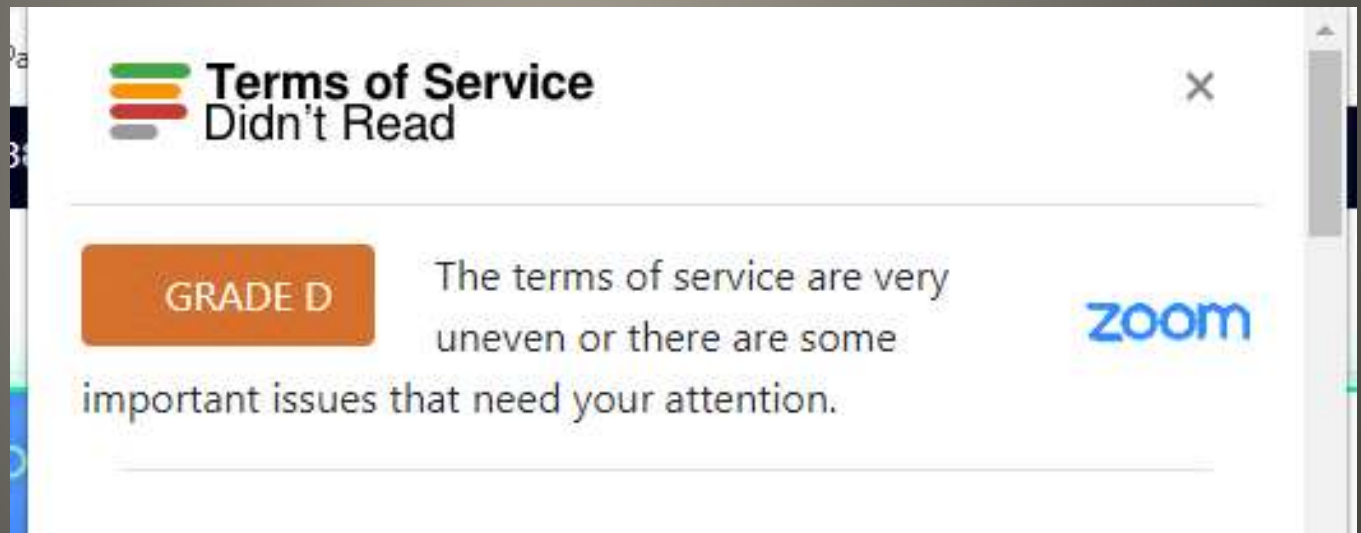 Terms of Service
Didn't Read
GRADE D
The terms of service are very
uneven or there are some
zoom
important issues that need your attention.